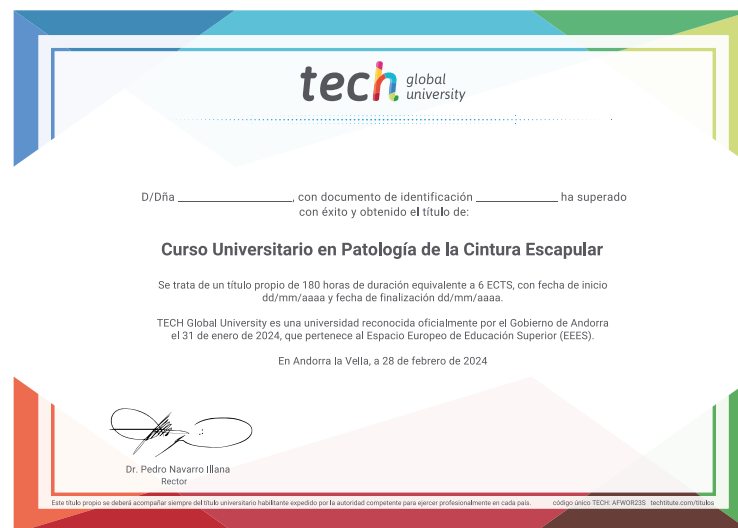 tech global
university
D/Dña ____________________, con documento de identificación ______________ ha superado
con éxito y obtenido el título de:
Curso Universitario en Patología de la Cintura Escapular
Se trata de un título propio de 180 horas de duración equivalente a 6 ECTS, con fecha de inicio
dd/mm/aaaa y fecha de finalización dd/mm/aaaa.
TECH Global University es una universidad reconocida oficialmente por el Gobierno de Andorra
el 31 de enero de 2024, que pertenece al Espacio Europeo de Educación Superior (EEES).
En Andorra la Vella, a 28 de febrero de 2024
Dr. Pedro Navarro Illana
Rector
Este título propio se deberá acompañar siempre del título universitario habilitante expedido por la autoridad competente para ejercer profesionalmente en cada país. código único TECH: AFWOR23S techtitute.com/titulos